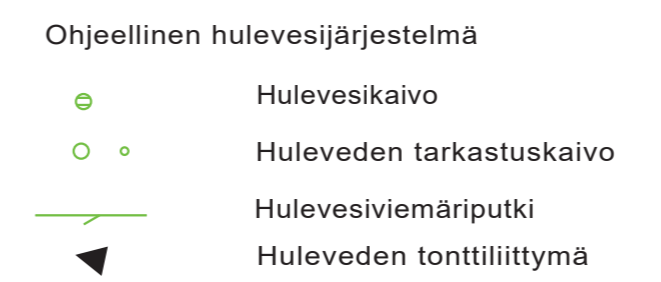 Ohjeellinen hulevesijärjestelmä
Hulevesikaivo
Huleveden tarkastuskaivo
Hulevesiviemäriputki
Huleveden tonttiliittymä